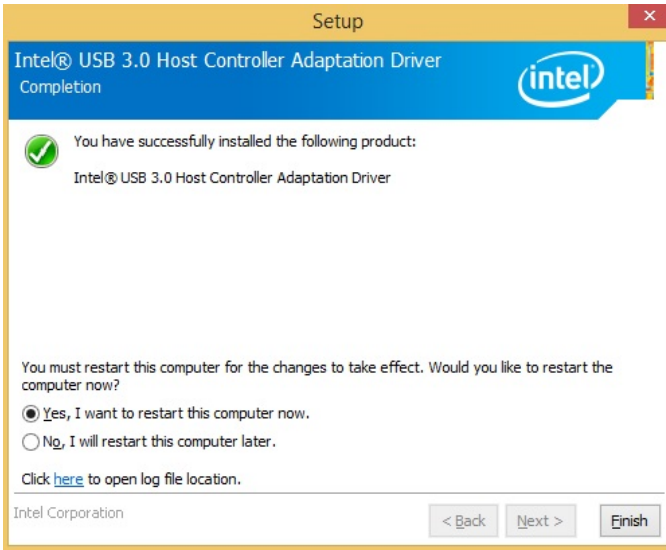 Setup
Intel® USB 3.0 Host Controller Adaptation Driver
Completion
intel
You have successfully installed the following product:
Intel® USB 3.0 Host Controller Adaptation Driver
You must restart this computer for the changes to take effect. Would you like to restart the
computer now?
Yes, I want to restart this computer now.
No, I will restart this computer later.
Click here to open log file location.
Intel Corporation
< Back
Next >
Finish